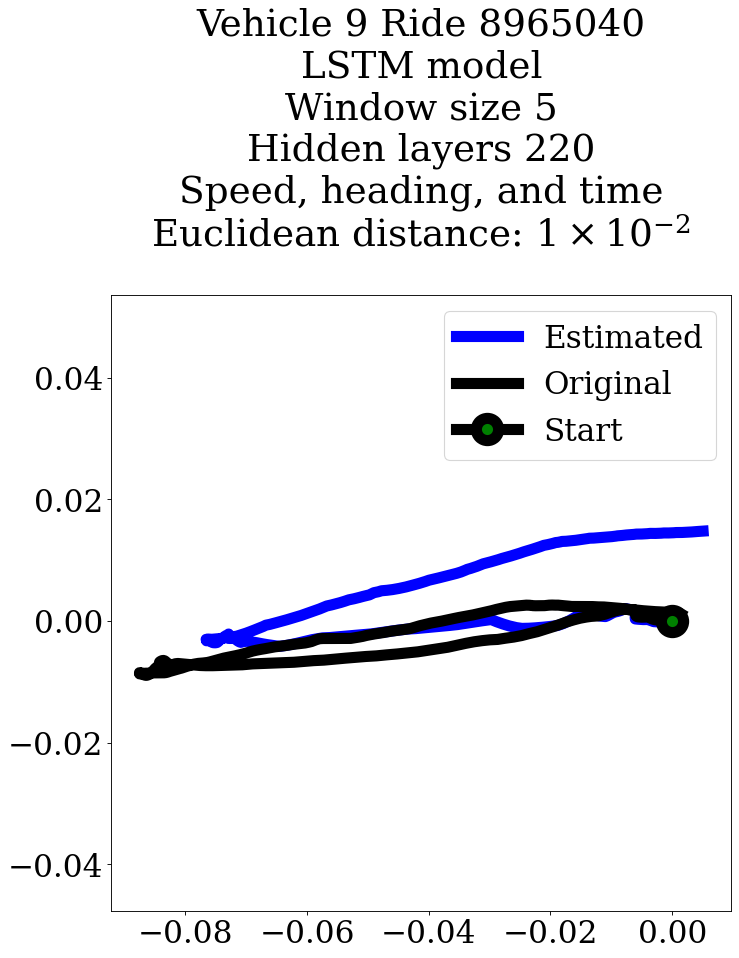 Vehicle 9 Ride 8965040
LSTM model
Window size 5
Hidden layers 220
Speed, heading, and time
Euclidean distance: 1 × 10⁻²
Estimated
Original
Start
0.04
0.02
0.00
−0.02
−0.04
−0.08 −0.06 −0.04 −0.02 0.00